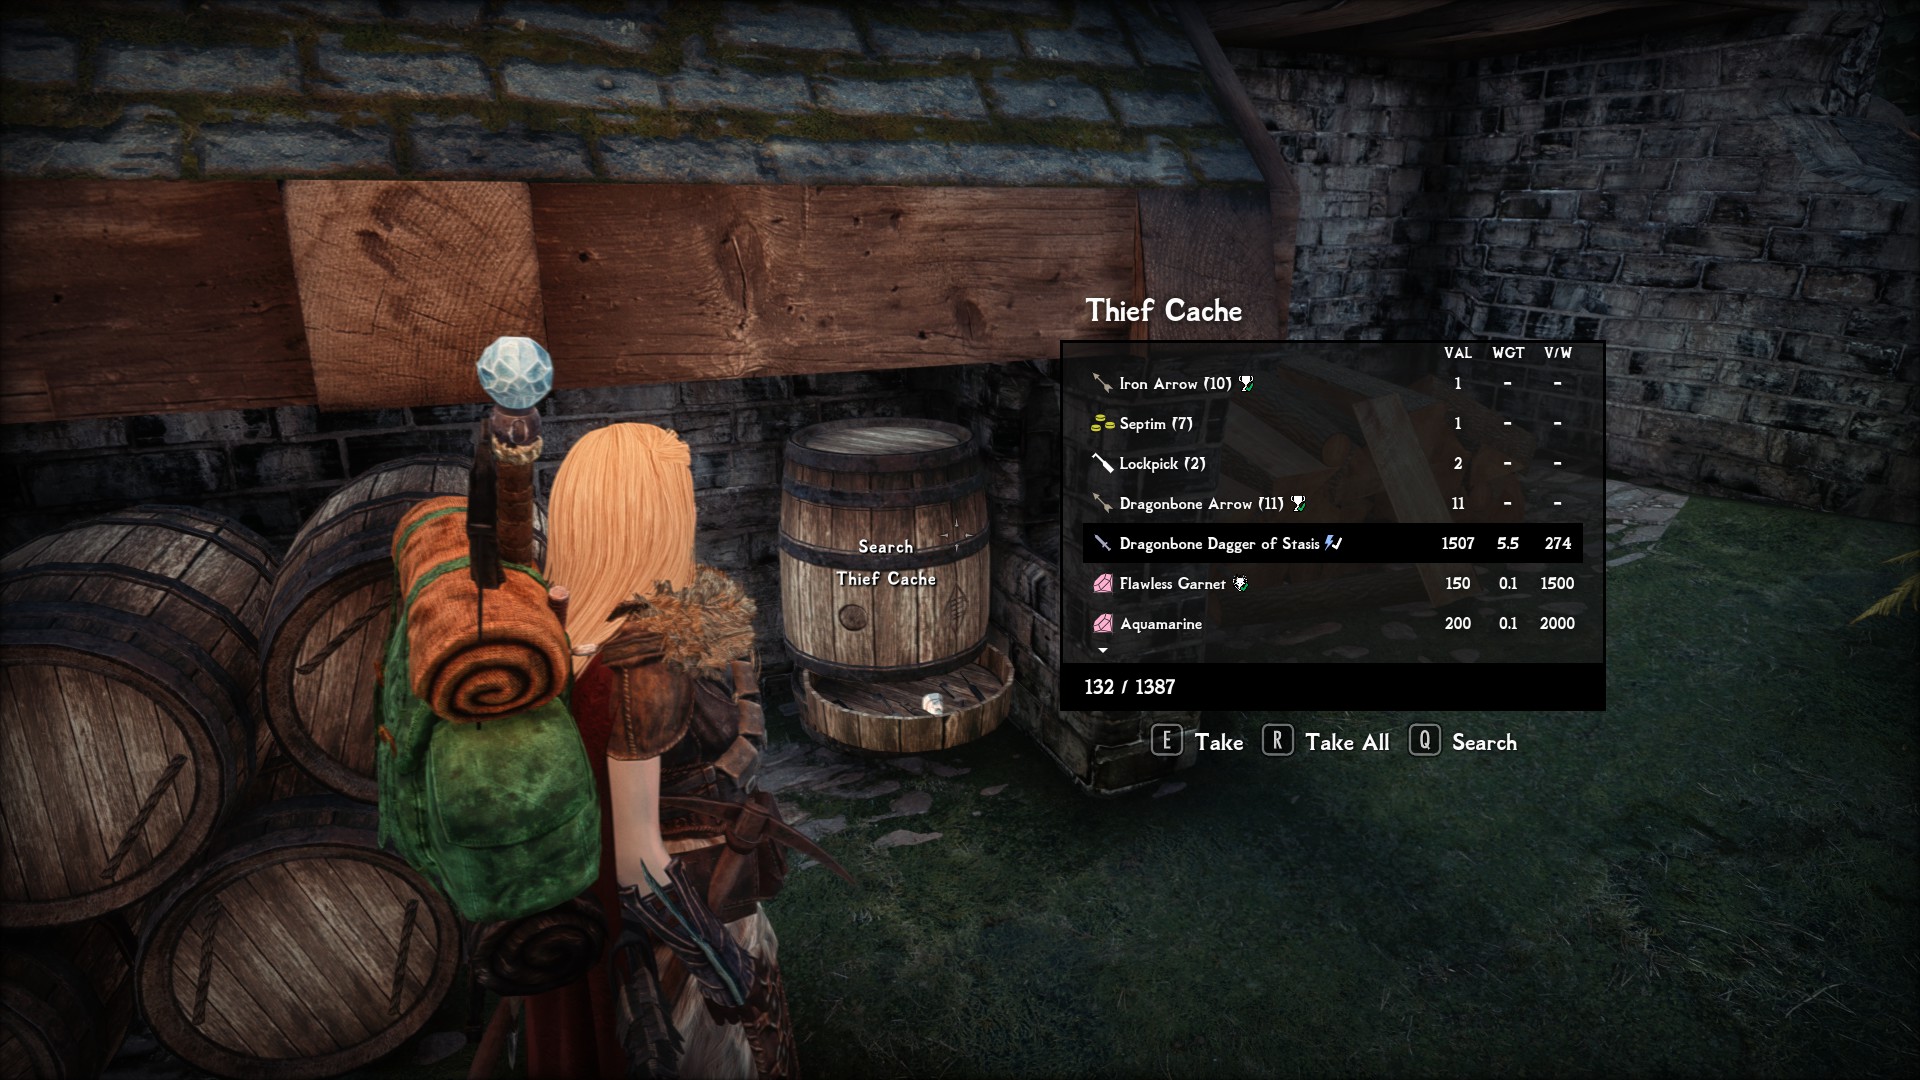 Thief Cache
VAL WGT V/W
Iron Arrow (10) 1 - -
Septim (7) 1 - -
Lockpick (2) 2 - -
Dragonbone Arrow (11) 11 - -
Dragonbone Dagger of Stasis 1507 5.5 274
Flawless Garnet 150 0.1 1500
Aquamarine 200 0.1 2000
132 / 1387
E Take R Take All Q Search
Search
Thief Cache